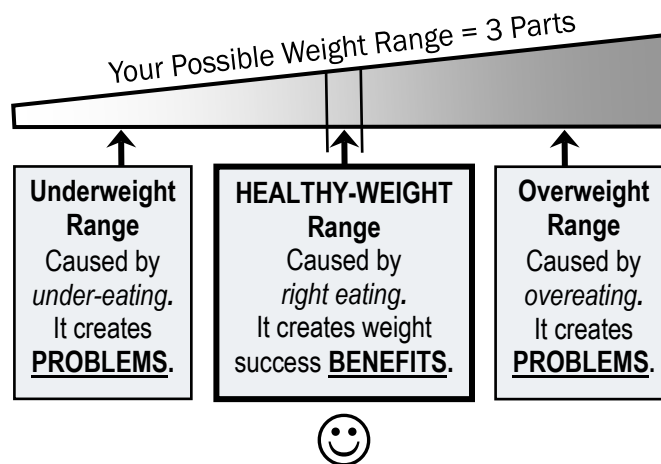 Your Possible Weight Range = 3 Parts
Underweight
Range
Caused by
under-eating.
It creates
PROBLEMS.
HEALTHY-WEIGHT
Range
Caused by
right eating.
It creates weight
success BENEFITS.
Overweight
Range
Caused by
overeating.
It creates
PROBLEMS.